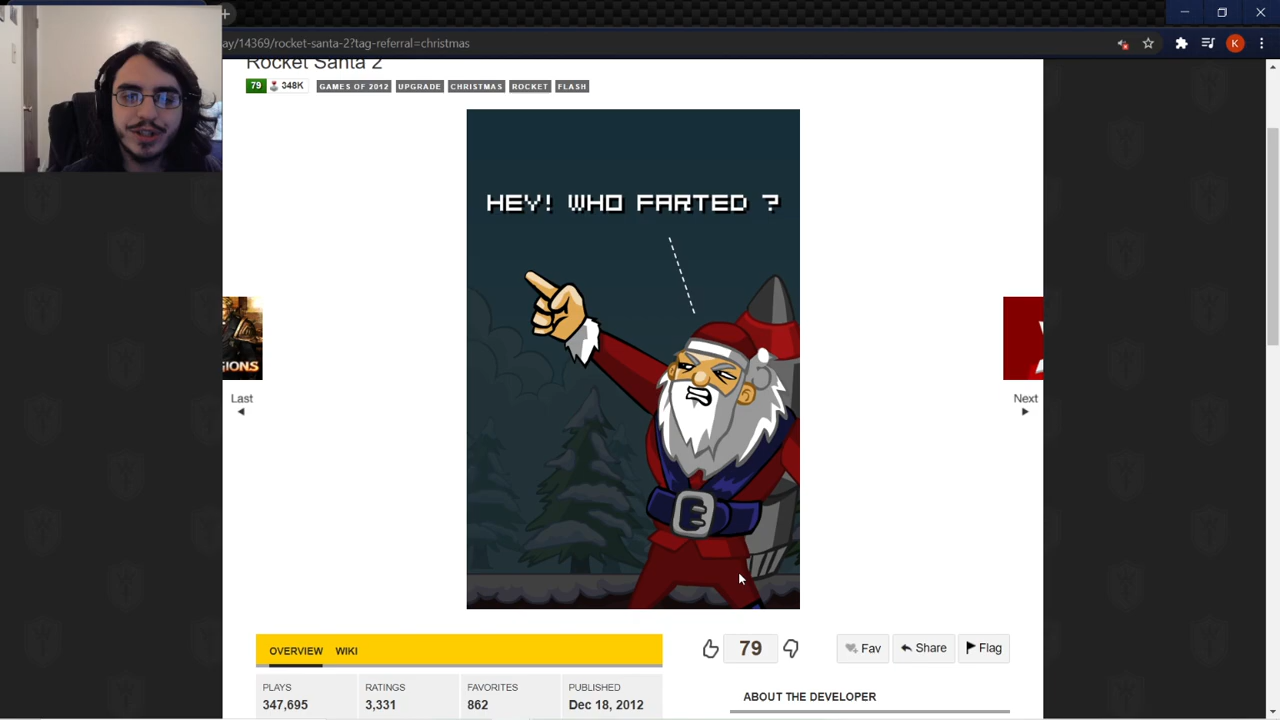 ay/14369/rocket-santa-2?tag-referral=christmas
K
Rocket Santa 2
79 348K GAMES OF 2012 UPGRADE CHRISTMAS ROCKET FLASH
HEY! WHO FARTED ?
IONS
Last
Next
E
OVERVIEW WIKI
79
Fav
Share
Flag
PLAYS RATINGS FAVORITES PUBLISHED
347,695 3,331 862 Dec 18, 2012
ABOUT THE DEVELOPER